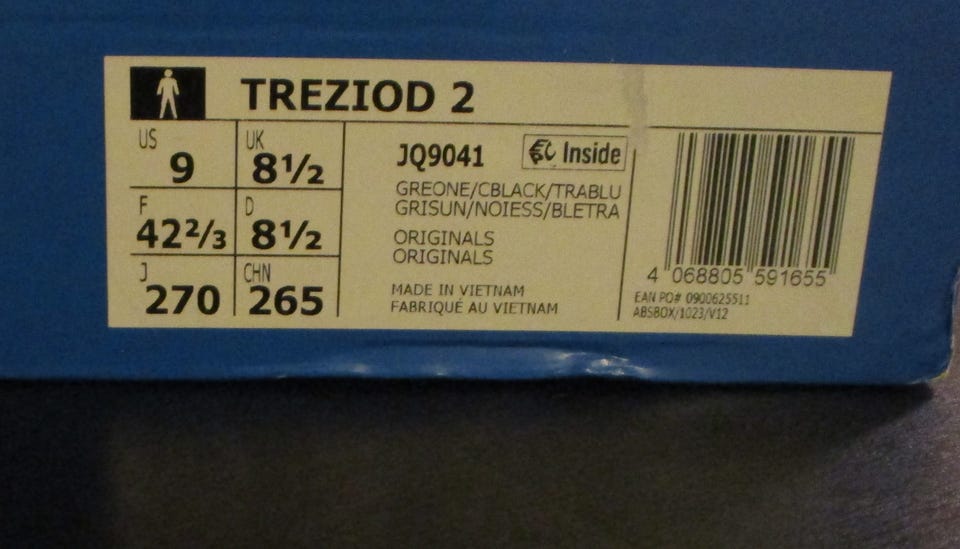 TREZIOD 2
US 9 UK 8½
F 42⅔ D 8½
J 270 CHN 265
JQ9041 Inside
GREONE/CBLACK/TRABLU
GRISUN/NOIESS/BLETRA
ORIGINALS
ORIGINALS
MADE IN VIETNAM
FABRIQUÉ AU VIETNAM
4 068805 591655
EAN PO# 0900625511
ABSBOX/1023/V12